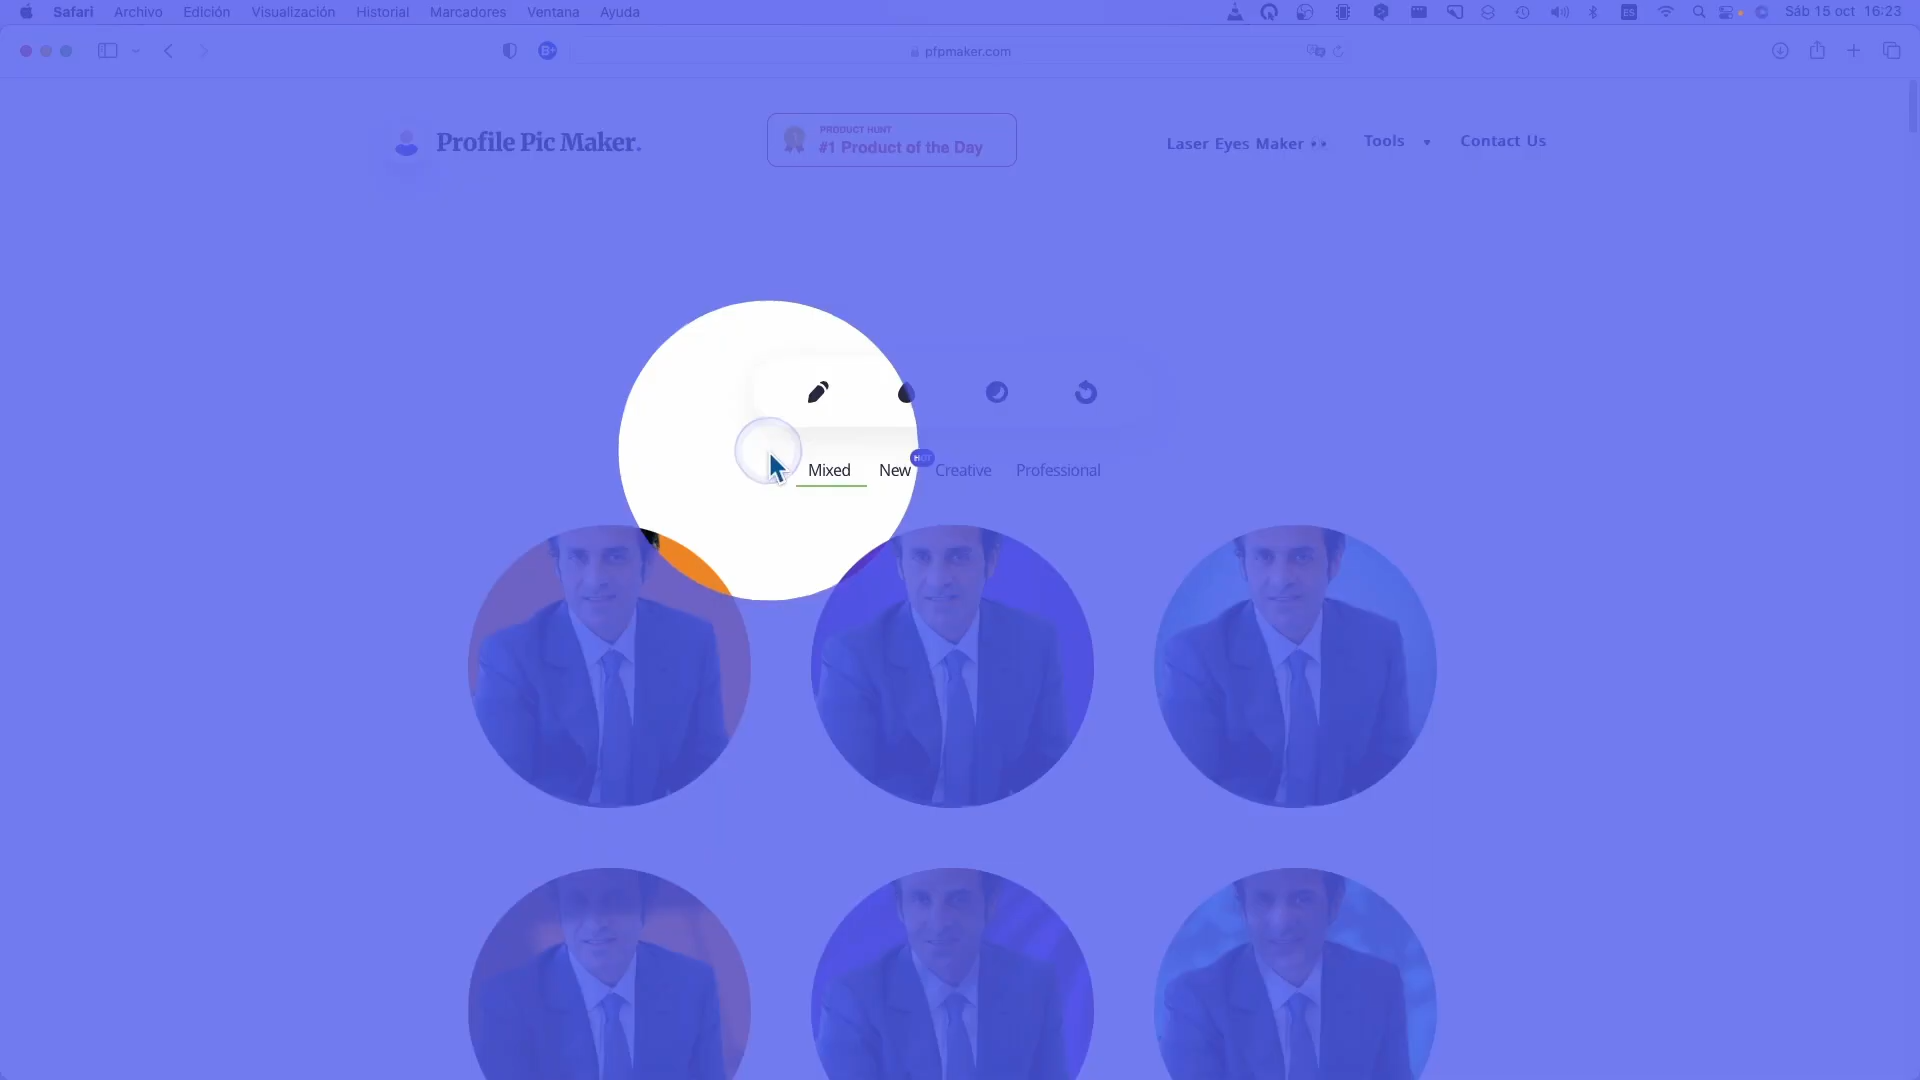 Safari Archivo Edición Visualización Historial Marcadores Ventana Ayuda
ES
Sáb 15 oct 16:23
B+
pfpmaker.com
Profile Pic Maker.
PRODUCT HUNT
#1 Product of the Day
Laser Eyes Maker
Tools
Contact Us
Mixed
New
HOT
Creative
Professional